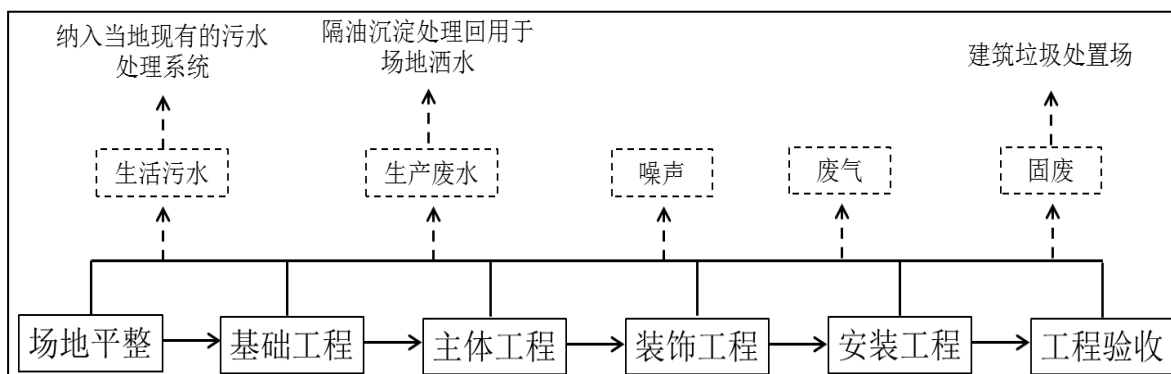 纳入当地现有的污水
处理系统
隔油沉淀处理回用于
场地洒水
建筑垃圾处置场
生活污水
生产废水
噪声
废气
固废
场地平整
基础工程
主体工程
装饰工程
安装工程
工程验收